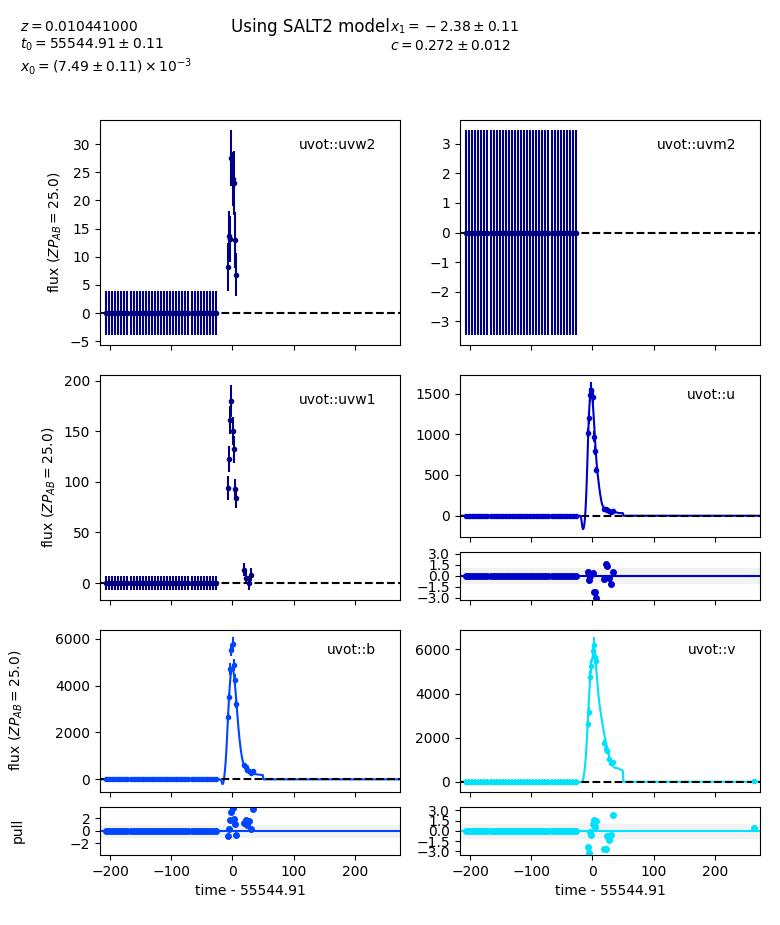 z = 0.010441000
Using SALT2 model
x₁ = −2.38 ± 0.11
t₀ = 55544.91 ± 0.11
c = 0.272 ± 0.012
x₀ = (7.49 ± 0.11) × 10⁻³
uvot::uvw2
30
25
20
15
10
5
0
−5
flux (ZP_AB = 25.0)
uvot::uvm2
3
2
1
0
−1
−2
−3
uvot::uvw1
200
150
100
50
0
flux (ZP_AB = 25.0)
uvot::u
1500
1000
500
0
3.0
1.5
0.0
−1.5
−3.0
uvot::b
6000
4000
2000
0
flux (ZP_AB = 25.0)
uvot::v
6000
4000
2000
0
2
0
−2
pull
−200 −100 0 100 200
time - 55544.91
3.0
1.5
0.0
−1.5
−3.0
−200 −100 0 100 200
time - 55544.91